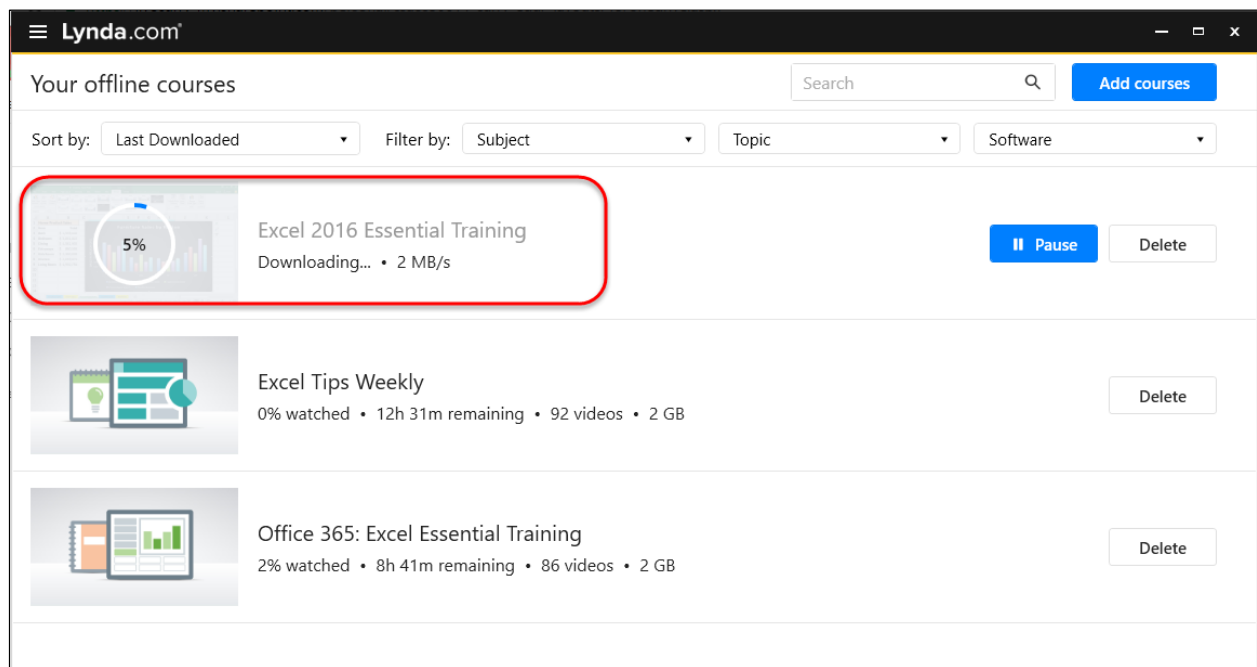 Lynda.com
Your offline courses
Search
Add courses
Sort by: Last Downloaded Filter by: Subject Topic Software
5%
Excel 2016 Essential Training
Downloading... • 2 MB/s
Pause
Delete
Excel Tips Weekly
0% watched • 12h 31m remaining • 92 videos • 2 GB
Delete
Office 365: Excel Essential Training
2% watched • 8h 41m remaining • 86 videos • 2 GB
Delete